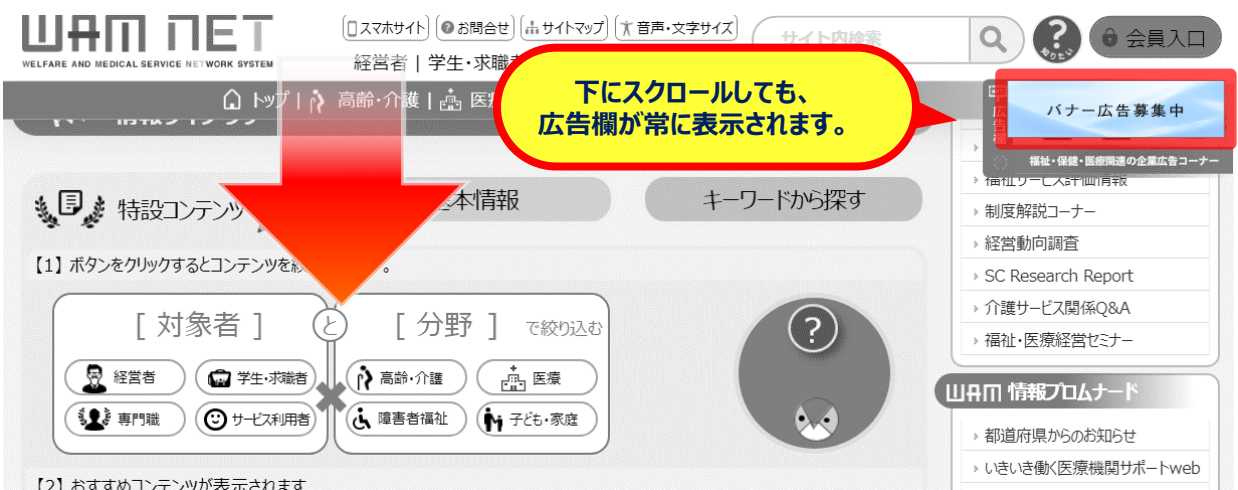 WAM NET
WELFARE AND MEDICAL SERVICE NETWORK SYSTEM
スマホサイト
お問合せ
サイトマップ
音声・文字サイズ
サイト内検索
知りたい
会員入口
経営者 | 学生・求職
トップ | 高齢・介護 | 医療
下にスクロールしても、
広告欄が常に表示されます。
広告欄
バナー広告募集中
福祉・保健・医療関連の企業広告コーナー
特設コンテンツ
基本情報
キーワードから探す
福祉サービス評価情報
制度解説コーナー
経営動向調査
SC Research Report
介護サービス関係Q&A
福祉・医療経営セミナー
【1】ボタンをクリックするとコンテンツを絞
。
[ 対象者 ]
と
[ 分野 ] で絞り込む
経営者
学生・求職者
高齢・介護
医療
専門職
サービス利用者
障害者福祉
子ども・家庭
?
WAM 情報プロムナード
都道府県からのお知らせ
いきいき働く医療機関サポートweb
【2】おすすめコンテンツが表示されます